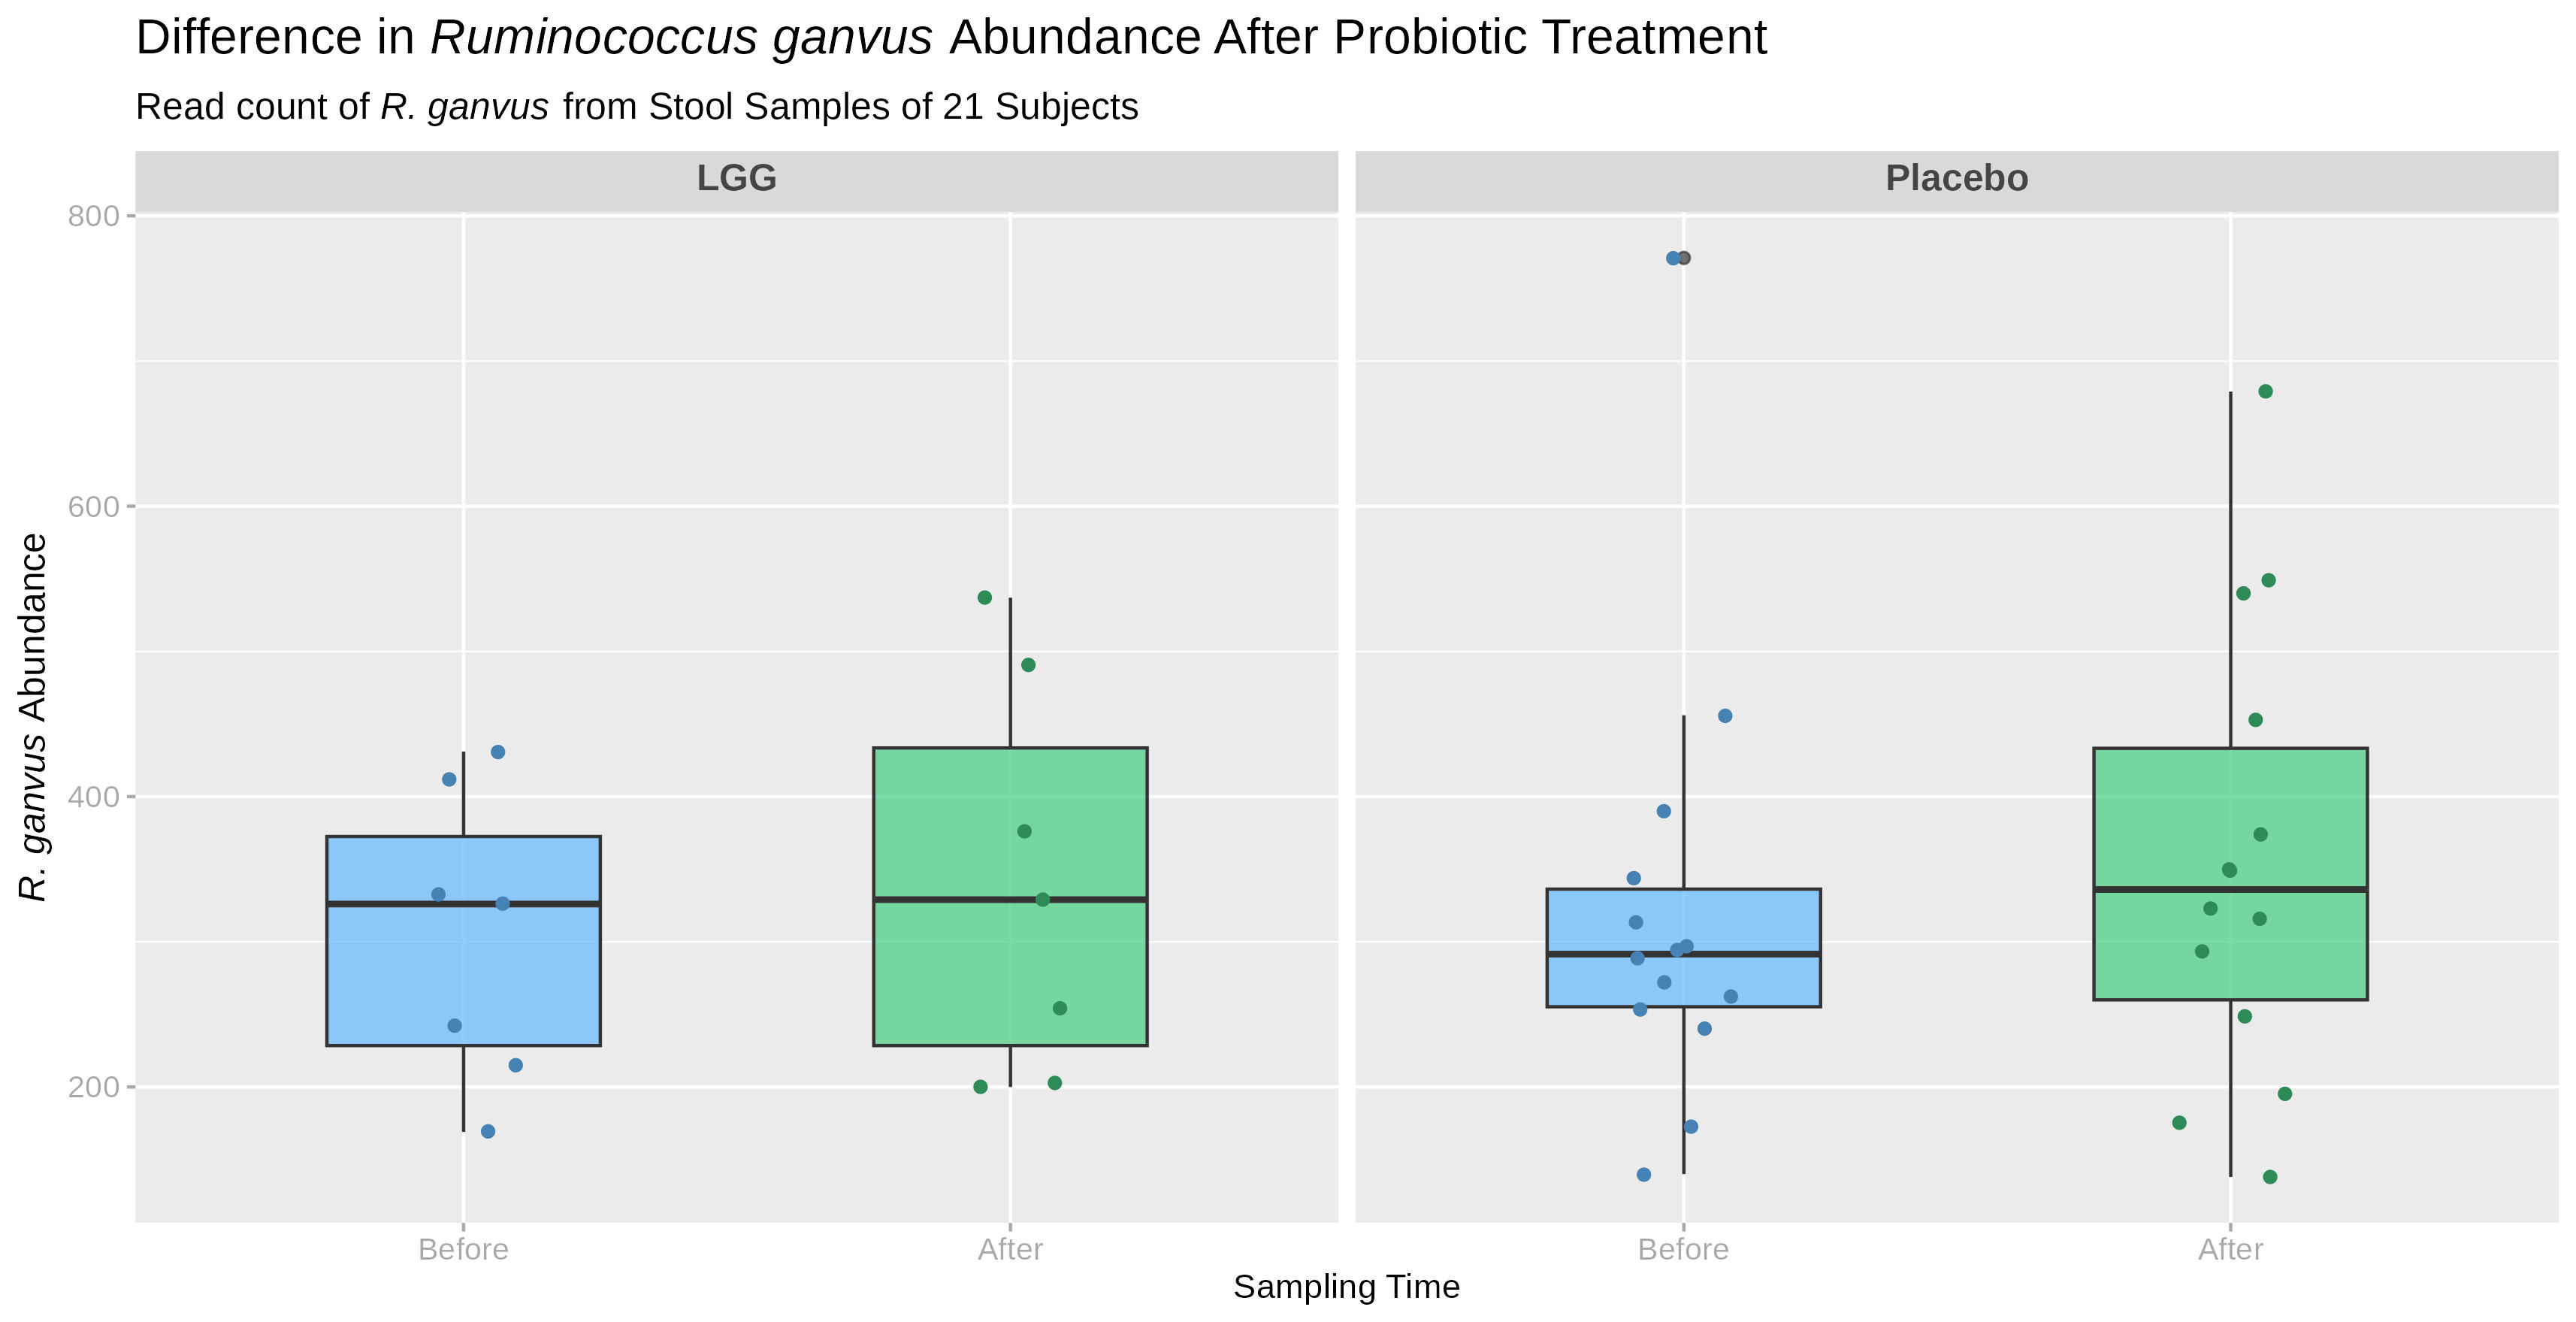 Difference in Ruminococcus ganvus Abundance After Probiotic Treatment
Read count of R. ganvus from Stool Samples of 21 Subjects
LGG
Placebo
R. ganvus Abundance
800
600
400
200
Before
After
Before
After
Sampling Time